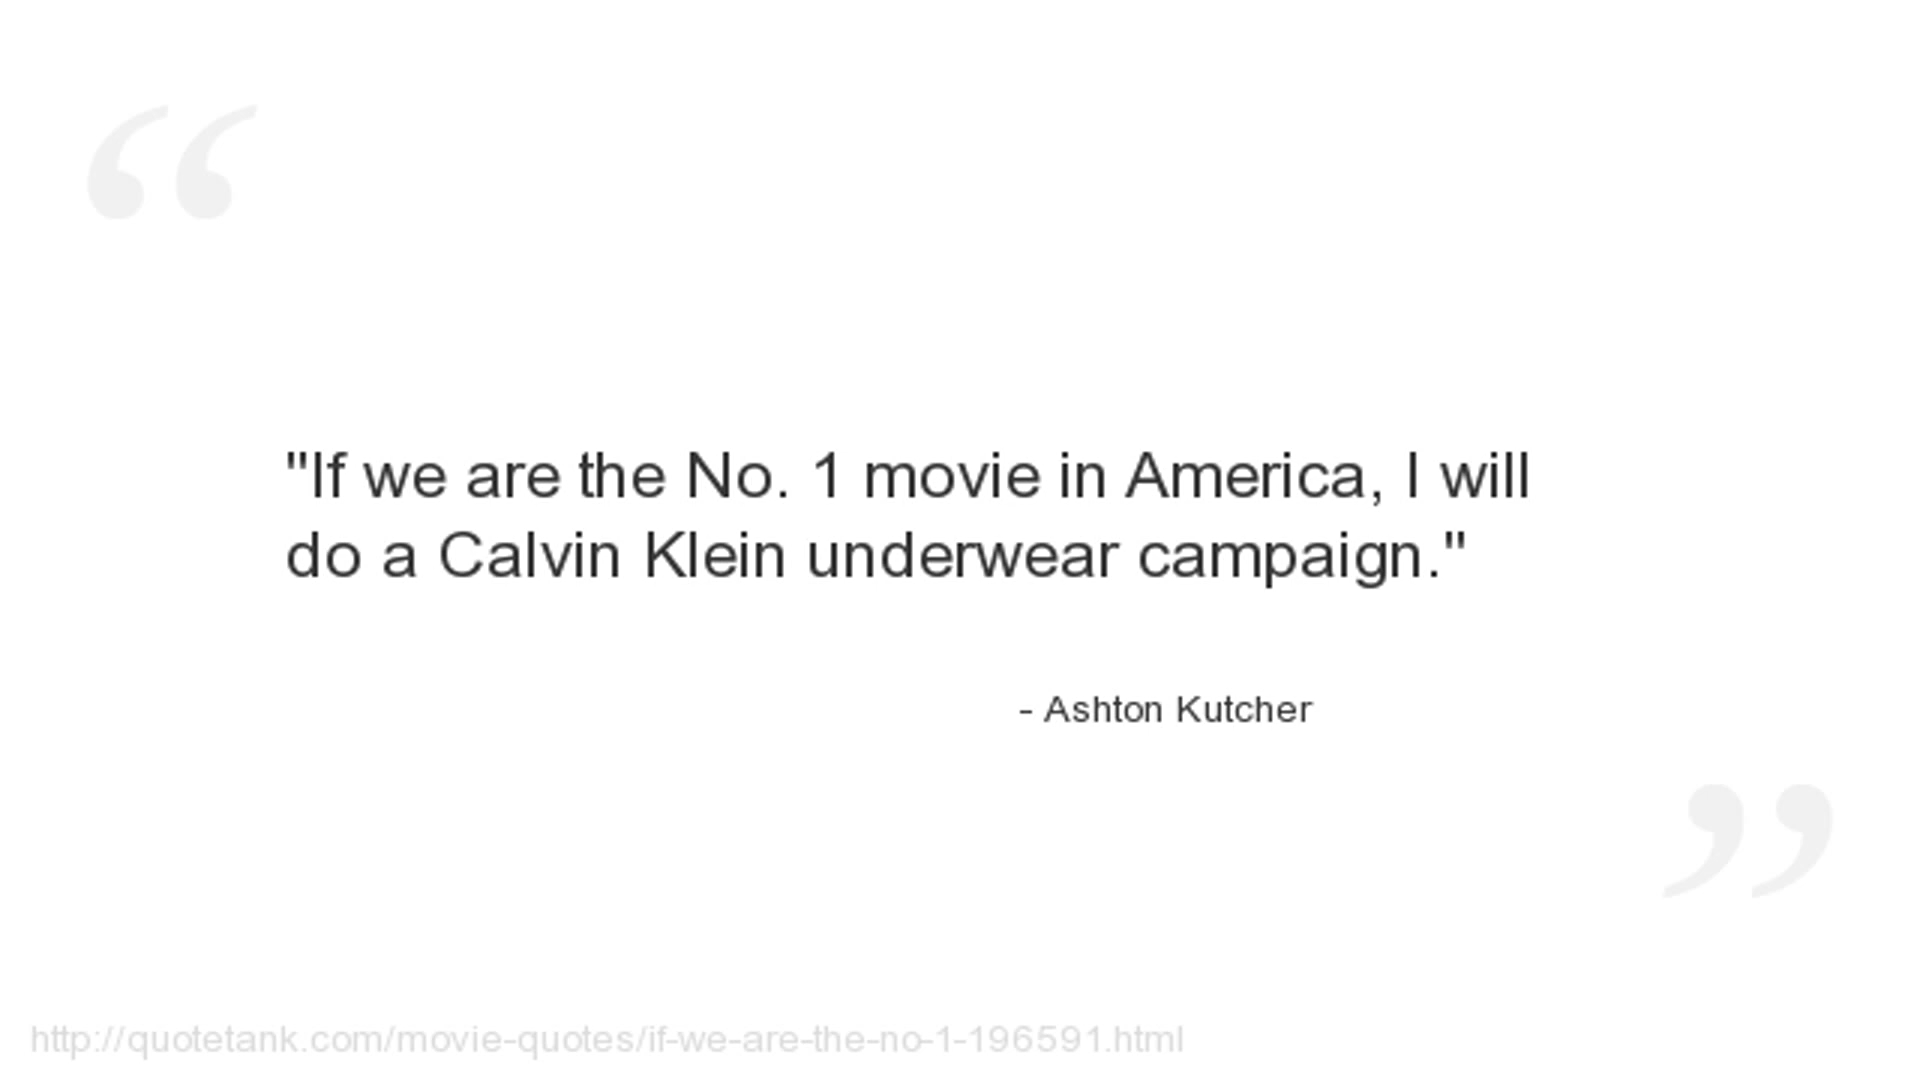 "If we are the No. 1 movie in America, I will
do a Calvin Klein underwear campaign."
- Ashton Kutcher
http://quotetank.com/movie-quotes/if-we-are-the-no-1-196591.html